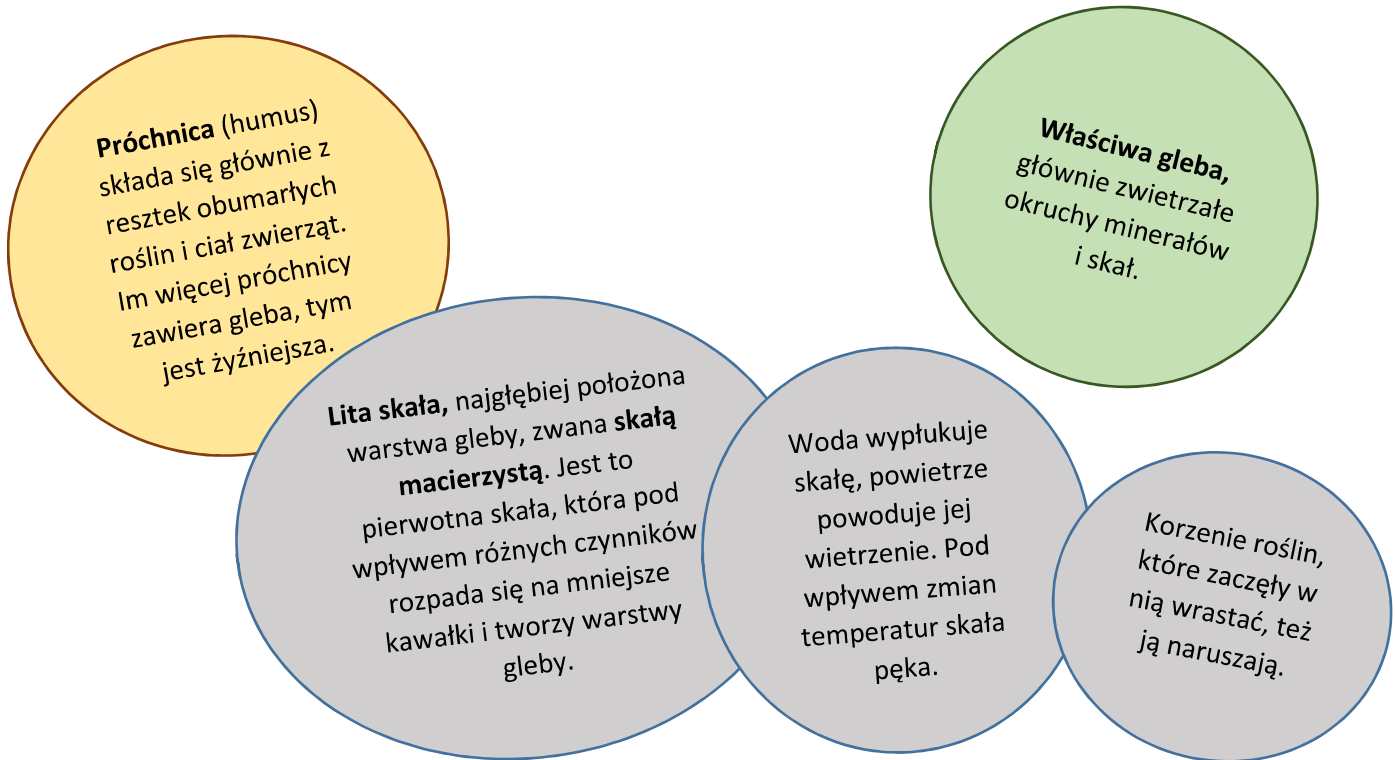 Próchnica (humus)
składa się głównie z
resztek obumarłych
roślin i ciał zwierząt.
Im więcej próchnicy
zawiera gleba, tym
jest żyźniejsza.
Właściwa gleba,
głównie zwietrzałe
okruchy minerałów
i skał.
Lita skała, najgłębiej położona
warstwa gleby, zwana skałą
macierzystą. Jest to
pierwotna skała, która pod
wpływem różnych czynników
rozpada się na mniejsze
kawałki i tworzy warstwy
gleby.
Woda wypłukuje
skałę, powietrze
powoduje jej
wietrzenie. Pod
wpływem zmian
temperatur skała
pęka.
Korzenie roślin,
które zaczęły w
nią wrastać, też
ją naruszają.